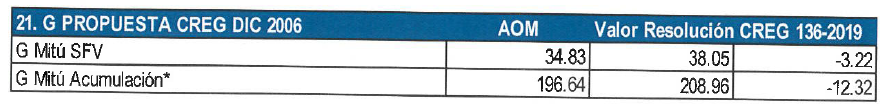 21. G PROPUESTA CREG DIC 2006 AOM Valor Resolución CREG 136-2019
G Mitú SFV 34.83 38.05 -3.22
G Mitú Acumulación* 196.64 208.96 -12.32